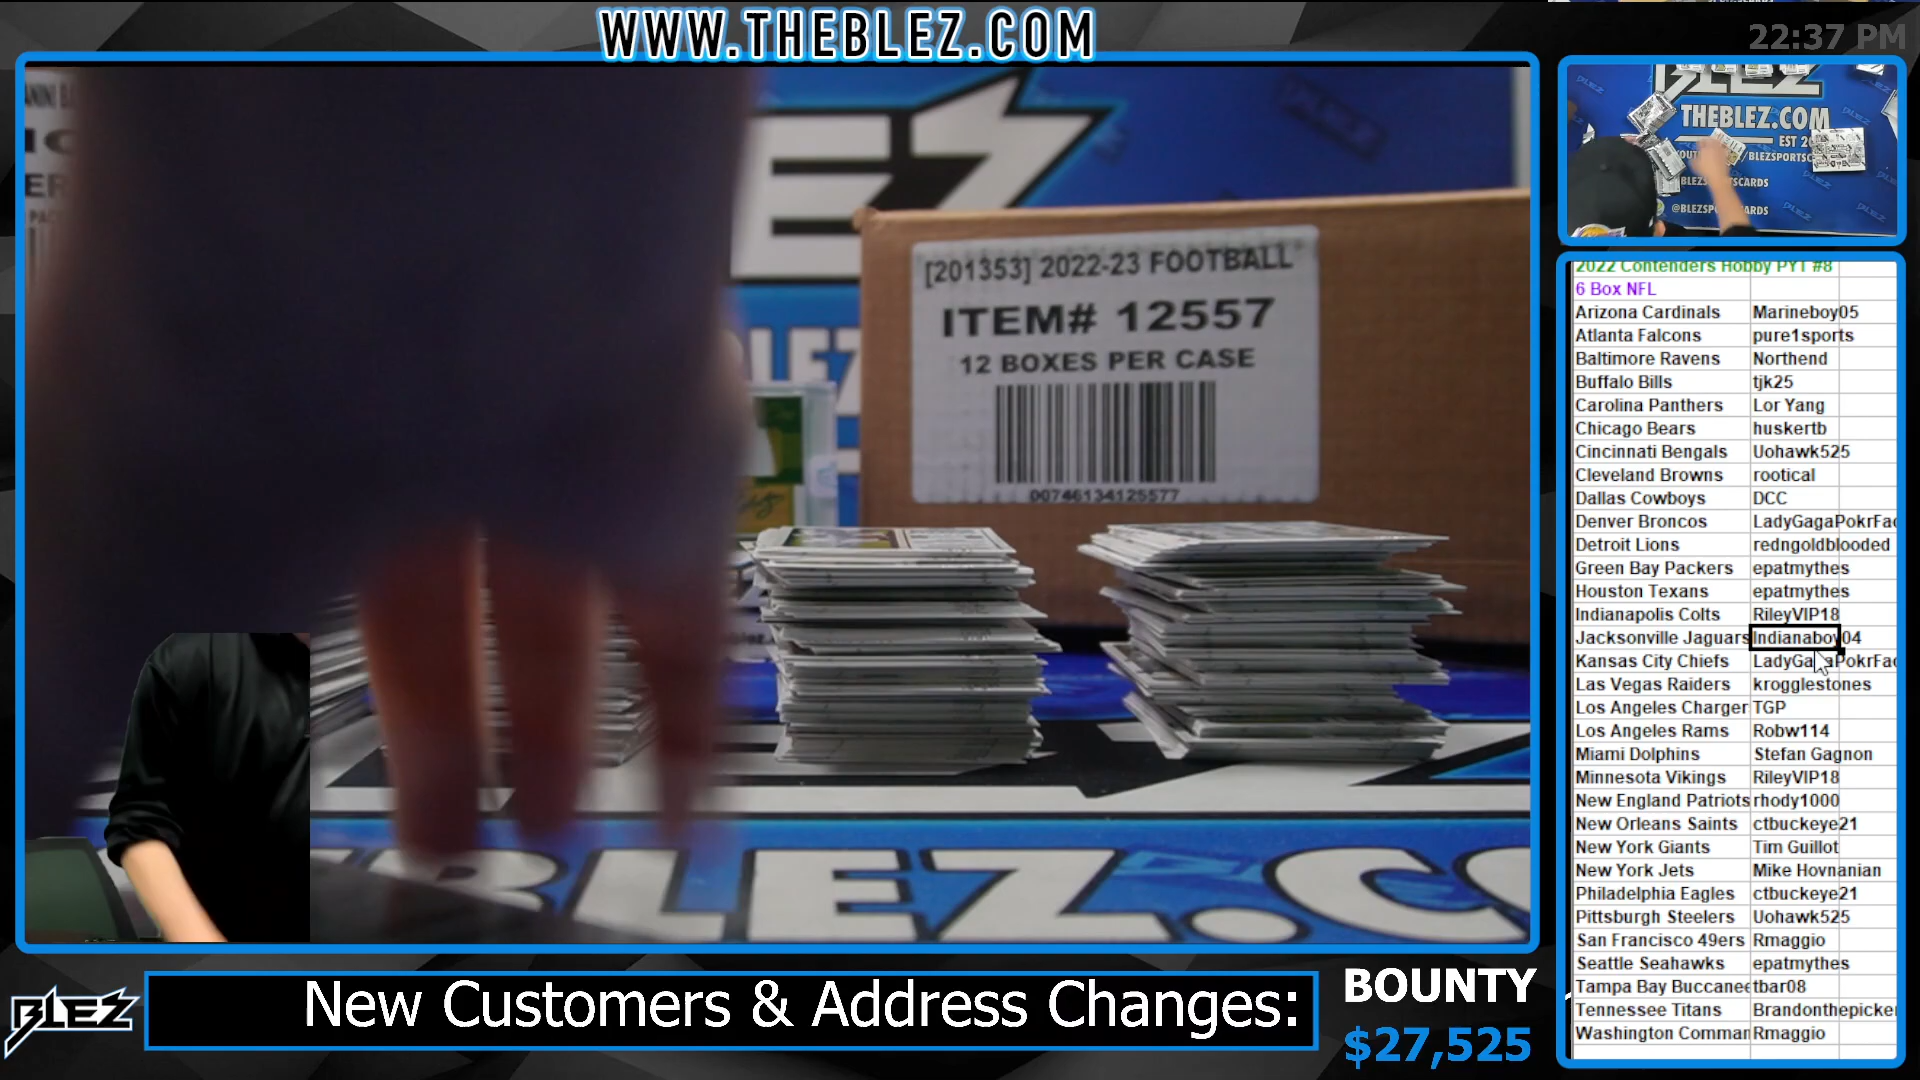 WWW.THEBLEZ.COM
22:37 PM
[201353] 2022-23 FOOTBALL
ITEM# 12557
12 BOXES PER CASE
00746134125577
BLEZ
THEBLEZ.COM
2022 Contenders Hobby PYT #8
6 Box NFL
Arizona Cardinals Marineboy05
Atlanta Falcons pure1sports
Baltimore Ravens Northend
Buffalo Bills tjk25
Carolina Panthers Lor Yang
Chicago Bears huskertb
Cincinnati Bengals Uohawk525
Cleveland Browns rootical
Dallas Cowboys DCC
Denver Broncos LadyGagaPokrFac
Detroit Lions redngoldblooded
Green Bay Packers epatmythes
Houston Texans epatmythes
Indianapolis Colts RileyVIP18
Jacksonville Jaguars Indianaboy04
Kansas City Chiefs LadyGagaPokrFac
Las Vegas Raiders krogglestones
Los Angeles Charger TGP
Los Angeles Rams Robw114
Miami Dolphins Stefan Gagnon
Minnesota Vikings RileyVIP18
New England Patriots rhody1000
New Orleans Saints ctbuckeye21
New York Giants Tim Guillot
New York Jets Mike Hovnanian
Philadelphia Eagles ctbuckeye21
Pittsburgh Steelers Uohawk525
San Francisco 49ers Rmaggio
Seattle Seahawks epatmythes
Tampa Bay Buccanee tbar08
Tennessee Titans Brandonthepicke
Washington Comman Rmaggio
BLEZ
New Customers & Address Changes:
BOUNTY
$27,525